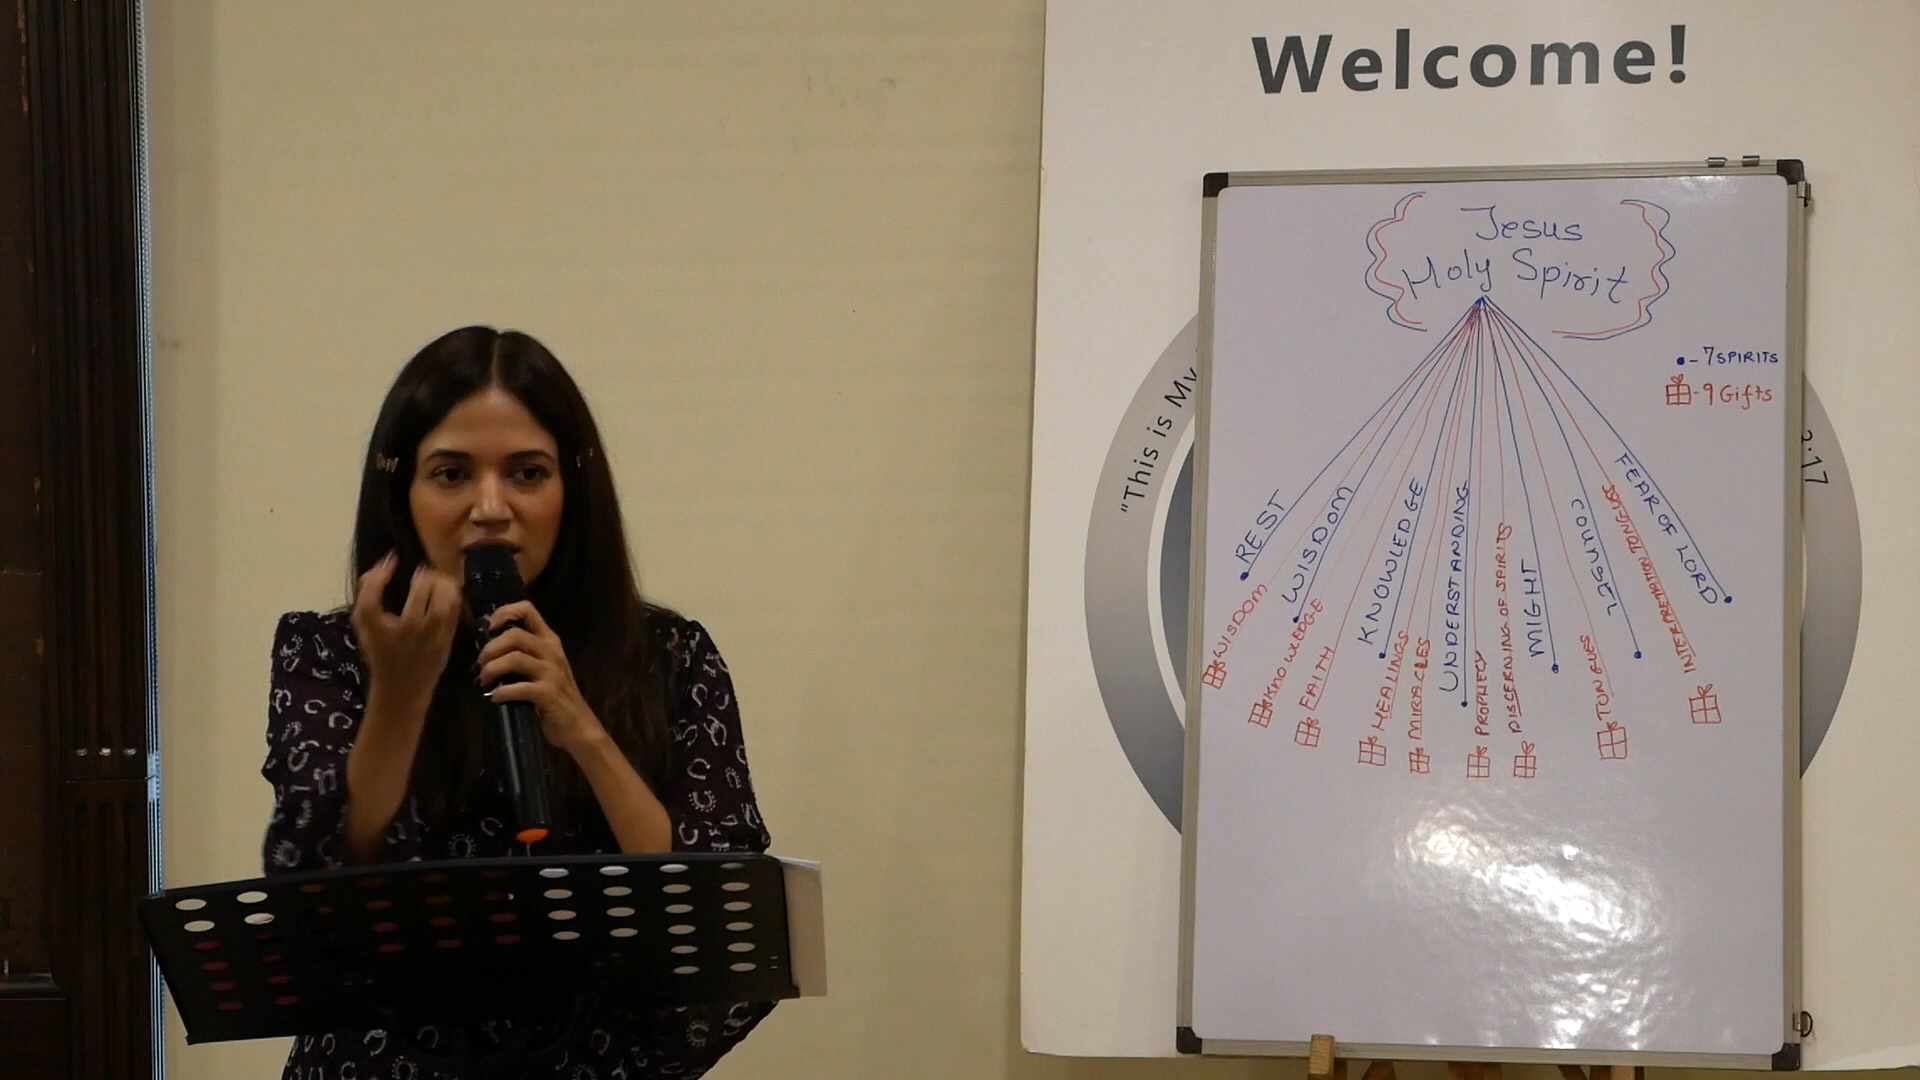 Welcome!
"This is My
3:17
Jesus
Holy Spirit
- 7 SPIRITS
- 9 Gifts
REST
WISDOM
KNOWLEDGE
UNDERSTANDING
MIGHT
COUNSEL
FEAR OF LORD
WISDOM
KNOWLEDGE
FAITH
HEALINGS
MIRACLES
PROPHECY
DISCERNING OF SPIRITS
TONGUES
INTERPRETATION TONGUES